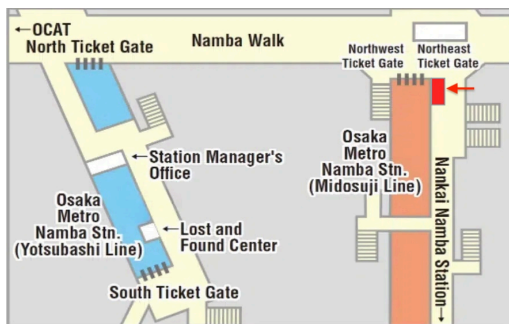 ←OCAT
North Ticket Gate
Namba Walk
Northwest
Ticket Gate
Northeast
Ticket Gate
←Station Manager's
Office
Osaka
Metro
Namba Stn.
(Midosuji Line)
Osaka
Metro
Namba Stn.
(Yotsubashi Line)
←Lost and
Found Center
South Ticket Gate
Nankai Namba Station→